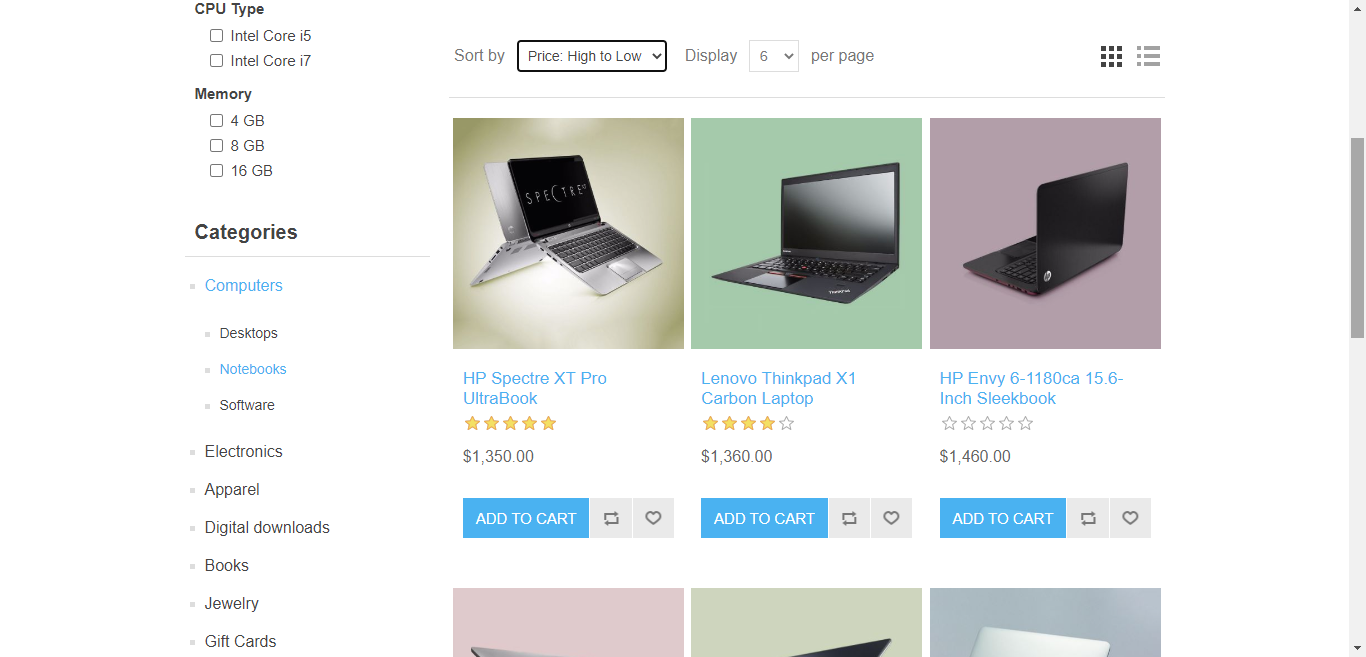 CPU Type
Intel Core i5
Intel Core i7
Memory
4 GB
8 GB
16 GB
Categories
Computers
Desktops
Notebooks
Software
Electronics
Apparel
Digital downloads
Books
Jewelry
Gift Cards
Sort by Price: High to Low Display 6 per page
SPECTRE XT
ThinkPad
hp
HP Spectre XT Pro
UltraBook
$1,350.00
ADD TO CART
Lenovo Thinkpad X1
Carbon Laptop
$1,360.00
ADD TO CART
HP Envy 6-1180ca 15.6-
Inch Sleekbook
$1,460.00
ADD TO CART